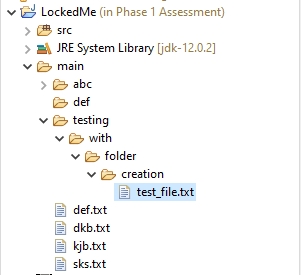 LockedMe (in Phase 1 Assessment)
src
JRE System Library [jdk-12.0.2]
main
abc
def
testing
with
folder
creation
test_file.txt
def.txt
dkb.txt
kjb.txt
sks.txt